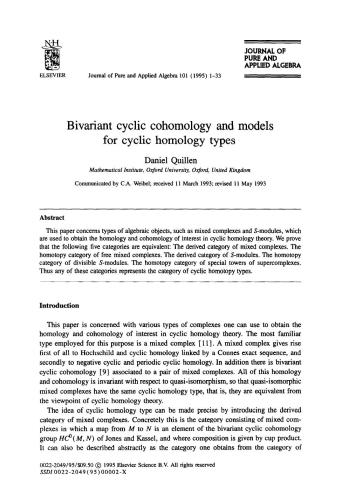 NH
ELSEVIER
JOURNAL OF
PURE AND
APPLIED ALGEBRA
Journal of Pure and Applied Algebra 101 (1995) 1–33
Bivariant cyclic cohomology and models
for cyclic homology types
Daniel Quillen
Mathematical Institute, Oxford University, Oxford, United Kingdom
Communicated by C.A. Weibel; received 11 March 1993; revised 11 May 1993
Abstract
This paper concerns types of algebraic objects, such as mixed complexes and S-modules, which
are used to obtain the homology and cohomology of interest in cyclic homology theory. We prove
that the following five categories are equivalent: The derived category of mixed complexes. The
homotopy category of free mixed complexes. The derived category of S-modules. The homotopy
category of divisible S-modules. The homotopy category of special towers of supercomplexes.
Thus any of these categories represents the category of cyclic homotopy types.
Introduction
This paper is concerned with various types of complexes one can use to obtain the
homology and cohomology of interest in cyclic homology theory. The most familiar
type employed for this purpose is a mixed complex [11]. A mixed complex gives rise
first of all to Hochschild and cyclic homology linked by a Connes exact sequence, and
secondly to negative cyclic and periodic cyclic homology. In addition there is bivariant
cyclic cohomology [9] associated to a pair of mixed complexes. All of this homology
and cohomology is invariant with respect to quasi-isomorphism, so that quasi-isomorphic
mixed complexes have the same cyclic homology type, that is, they are equivalent from
the viewpoint of cyclic homology theory.
The idea of cyclic homology type can be made precise by introducing the derived
category of mixed complexes. Concretely this is the category consisting of mixed com-
plexes in which a map from M to N is an element of the bivariant cyclic cohomology
group HC⁰(M, N) of Jones and Kassel, and where composition is given by cup product.
It can also be described abstractly as the category one obtains from the category of
0022-4049/95/$09.50 © 1995 Elsevier Science B.V. All rights reserved
SSDI 0022-4049(95)00002-X